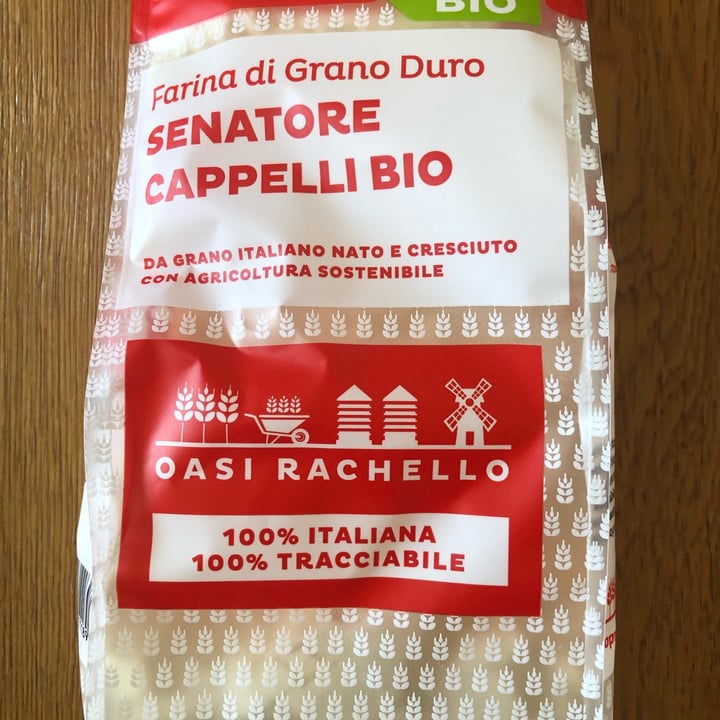 BIO
Farina di Grano Duro
SENATORE
CAPPELLI BIO
DA GRANO ITALIANO NATO E CRESCIUTO
CON AGRICOLTURA SOSTENIBILE
OASI RACHELLO
100% ITALIANA
100% TRACCIABILE